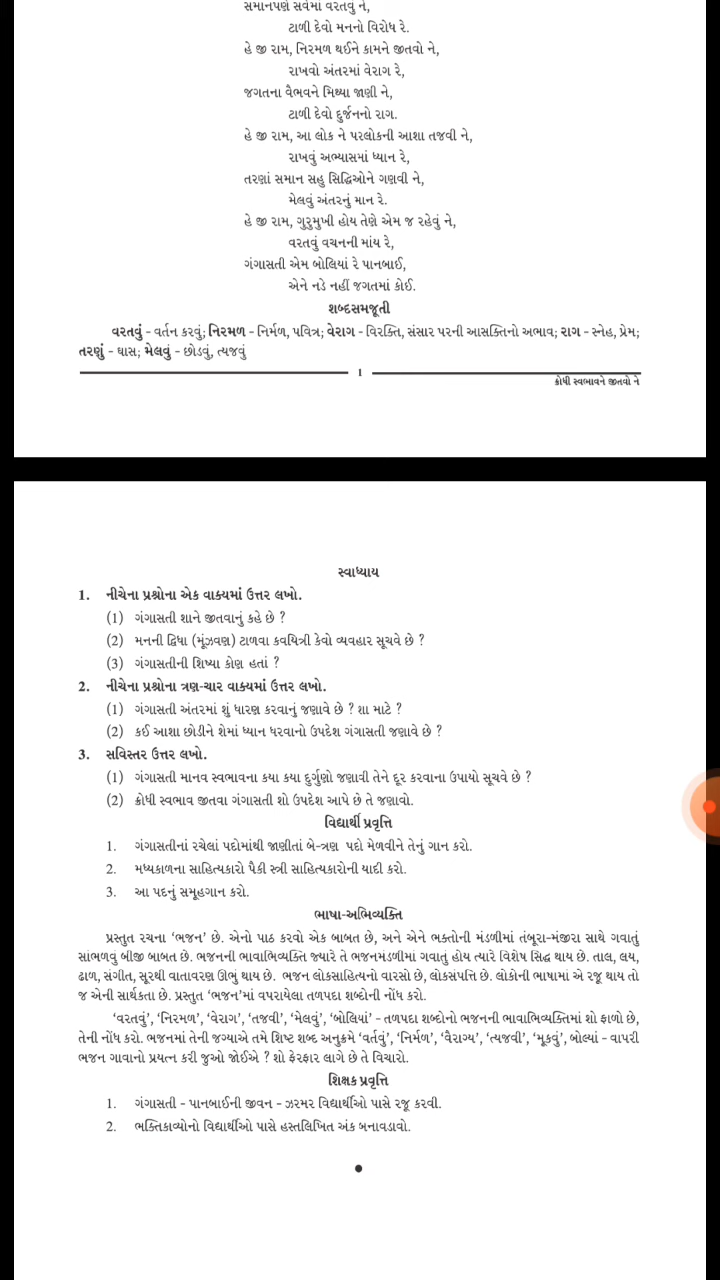 સમાનપણે સર્વમાં વરતવું ને,
ટાળી દેવો મનનો વિરોધ રે.
હે જી રામ, નિરમળ થઈને કામને જીતવો ને,
રાખવો અંતરમાં વેરાગ રે,
જગતના વૈભવને મિથ્યા જાણી ને,
ટાળી દેવો દુર્જનનો રાગ.
હે જી રામ, આ લોક ને પરલોકની આશા તજવી ને,
રાખવું અભ્યાસમાં ધ્યાન રે,
તરણાં સમાન સહુ સિદ્ધિઓને ગણવી ને,
મેલવું અંતરનું માન રે.
હે જી રામ, ગુરુમુખી હોય તેણે એમ જ રહેવું ને,
વરતવું વચનની માંય રે,
ગંગાસતી એમ બોલિયાં રે પાનબાઈ,
એને નડે નહીં જગતમાં કોઈ.
શબ્દસમજૂતી
વરતવું - વર્તન કરવું; નિરમળ - નિર્મળ, પવિત્ર; વેરાગ - વિરક્તિ, સંસાર પરની આસક્તિનો અભાવ; રાગ - સ્નેહ, પ્રેમ;
તરણું - ઘાસ; મેલવું - છોડવું, ત્યજવું
1
ક્રોધી સ્વભાવને જીતવો ને
સ્વાધ્યાય
1. નીચેના પ્રશ્નોના એક વાક્યમાં ઉત્તર લખો.
(1) ગંગાસતી શાને જીતવાનું કહે છે ?
(2) મનની દ્વિધા (મૂંઝવણ) ટાળવા કવયિત્રી કેવો વ્યવહાર સૂચવે છે ?
(3) ગંગાસતીની શિષ્યા કોણ હતાં ?
2. નીચેના પ્રશ્નોના ત્રણ-ચાર વાક્યમાં ઉત્તર લખો.
(1) ગંગાસતી અંતરમાં શું ધારણ કરવાનું જણાવે છે ? શા માટે ?
(2) કઈ આશા છોડીને શેમાં ધ્યાન ધરવાનો ઉપદેશ ગંગાસતી જણાવે છે ?
3. સવિસ્તર ઉત્તર લખો.
(1) ગંગાસતી માનવ સ્વભાવના કયા કયા દુર્ગુણો જણાવી તેને દૂર કરવાના ઉપાયો સૂચવે છે ?
(2) ક્રોધી સ્વભાવ જીતવા ગંગાસતી શો ઉપદેશ આપે છે તે જણાવો.
વિદ્યાર્થી પ્રવૃત્તિ
1. ગંગાસતીનાં રચેલાં પદોમાંથી જાણીતાં બે-ત્રણ પદો મેળવીને તેનું ગાન કરો.
2. મધ્યકાળના સાહિત્યકારો પૈકી સ્ત્રી સાહિત્યકારોની યાદી કરો.
3. આ પદનું સમૂહગાન કરો.
ભાષા-અભિવ્યક્તિ
પ્રસ્તુત રચના ‘ભજન’ છે. એનો પાઠ કરવો એક બાબત છે, અને એને ભક્તોની મંડળીમાં તંબૂરા-મંજીરા સાથે ગવાતું
સાંભળવું બીજી બાબત છે. ભજનની ભાવાભિવ્યક્તિ જ્યારે તે ભજનમંડળીમાં ગવાતું હોય ત્યારે વિશેષ સિદ્ધ થાય છે. તાલ, લય,
ઢાળ, સંગીત, સૂરથી વાતાવરણ ઊભું થાય છે. ભજન લોકસાહિત્યનો વારસો છે, લોકસંપત્તિ છે. લોકોની ભાષામાં એ રજૂ થાય તો
જ એની સાર્થકતા છે. પ્રસ્તુત ‘ભજન’માં વપરાયેલા તળપદા શબ્દોની નોંધ કરો.
‘વરતવું’, ‘નિરમળ’, ‘વેરાગ’, ‘તજવી’, ‘મેલવું’, ‘બોલિયાં’ - તળપદા શબ્દોનો ભજનની ભાવાભિવ્યક્તિમાં શો ફાળો છે,
તેની નોંધ કરો. ભજનમાં તેની જગ્યાએ તમે શિષ્ટ શબ્દ અનુક્રમે ‘વર્તવું’, ‘નિર્મળ’, ‘વૈરાગ્ય’, ‘ત્યજવી’, ‘મૂકવું’, બોલ્યાં - વાપરી
ભજન ગાવાનો પ્રયત્ન કરી જુઓ જોઈએ ? શો ફેરફાર લાગે છે તે વિચારો.
શિક્ષક પ્રવૃત્તિ
1. ગંગાસતી - પાનબાઈની જીવન - ઝરમર વિદ્યાર્થીઓ પાસે રજૂ કરવી.
2. ભક્તિકાવ્યોનો વિદ્યાર્થીઓ પાસે હસ્તલિખિત અંક બનાવડાવો.